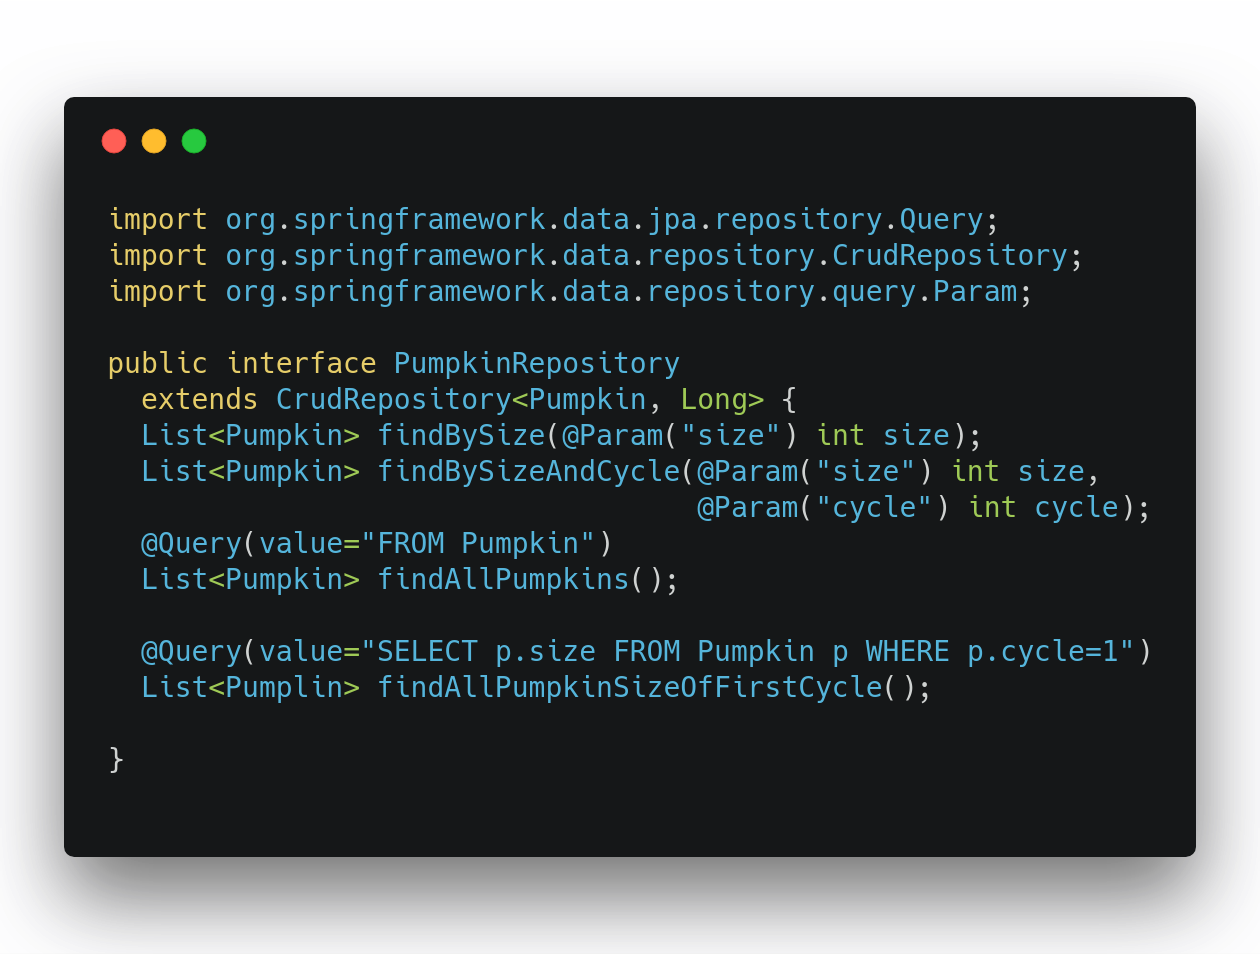 import org.springframework.data.jpa.repository.Query;
import org.springframework.data.repository.CrudRepository;
import org.springframework.data.repository.query.Param;

public interface PumpkinRepository
  extends CrudRepository<Pumpkin, Long> {
  List<Pumpkin> findBySize(@Param("size") int size);
  List<Pumpkin> findBySizeAndCycle(@Param("size") int size,
                                   @Param("cycle") int cycle);
  @Query(value="FROM Pumpkin")
  List<Pumpkin> findAllPumpkins();

  @Query(value="SELECT p.size FROM Pumpkin p WHERE p.cycle=1")
  List<Pumplin> findAllPumpkinSizeOfFirstCycle();

}